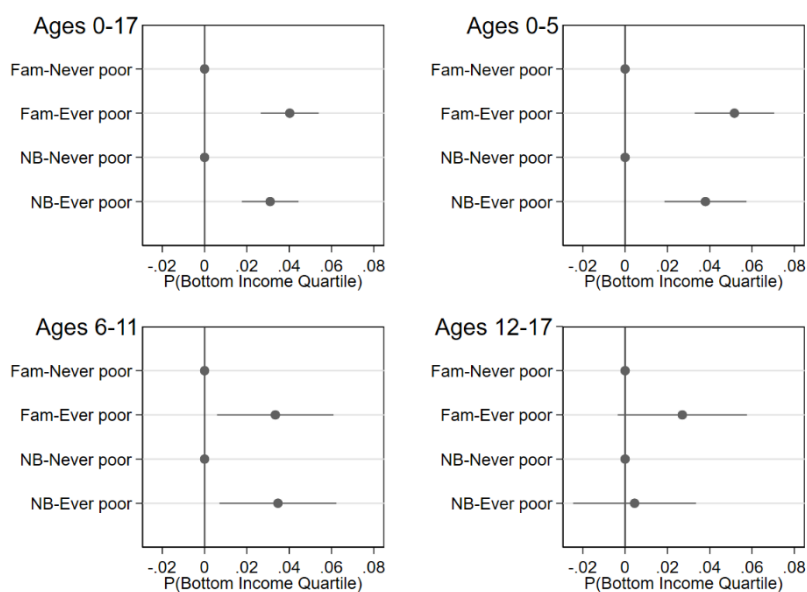 Ages 0-17
Fam-Never poor
Fam-Ever poor
NB-Never poor
NB-Ever poor
-.02 0 .02 .04 .06 .08
P(Bottom Income Quartile)
Ages 0-5
Fam-Never poor
Fam-Ever poor
NB-Never poor
NB-Ever poor
-.02 0 .02 .04 .06 .08
P(Bottom Income Quartile)
Ages 6-11
Fam-Never poor
Fam-Ever poor
NB-Never poor
NB-Ever poor
-.02 0 .02 .04 .06 .08
P(Bottom Income Quartile)
Ages 12-17
Fam-Never poor
Fam-Ever poor
NB-Never poor
NB-Ever poor
-.02 0 .02 .04 .06 .08
P(Bottom Income Quartile)